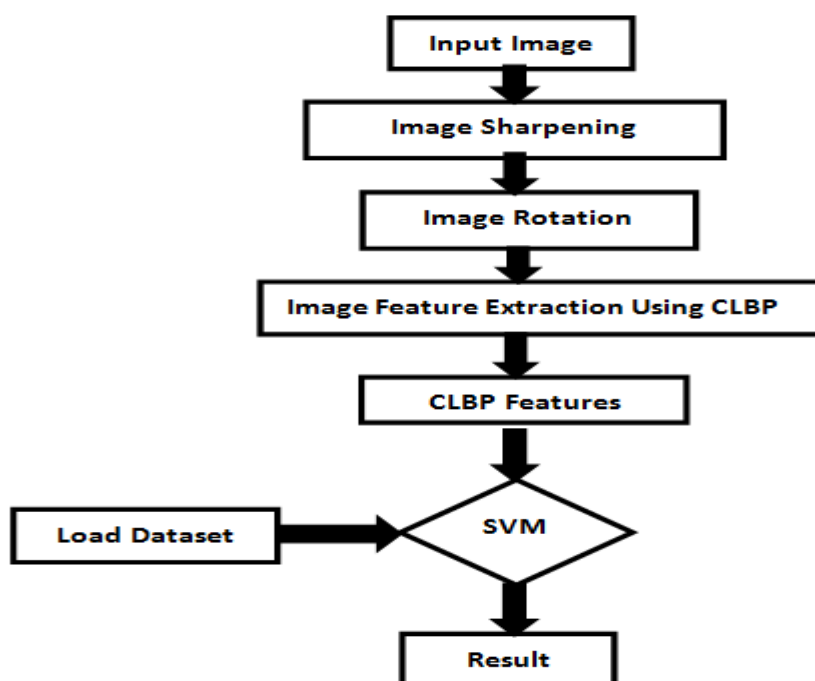 Input Image
Image Sharpening
Image Rotation
Image Feature Extraction Using CLBP
CLBP Features
Load Dataset
SVM
Result